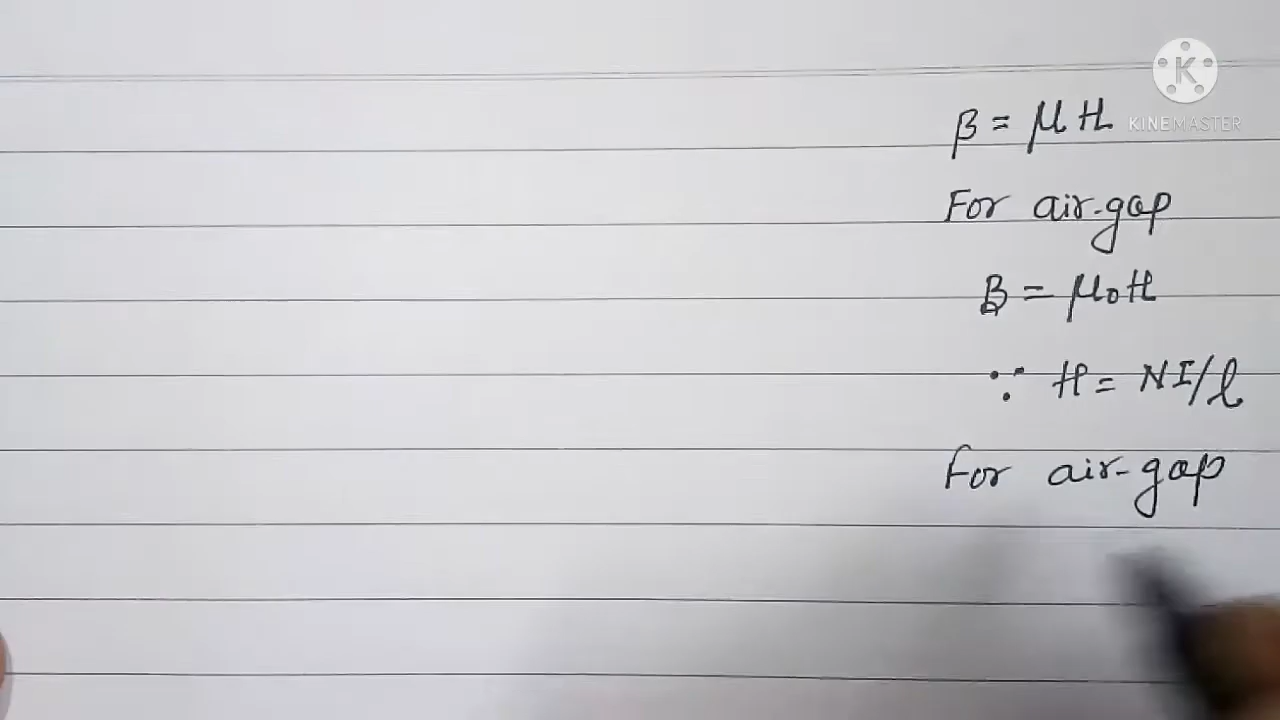 K
KINEMASTER
β = μH
For air-gap
B = μ0H
∵ H = NI/l
For air-gap